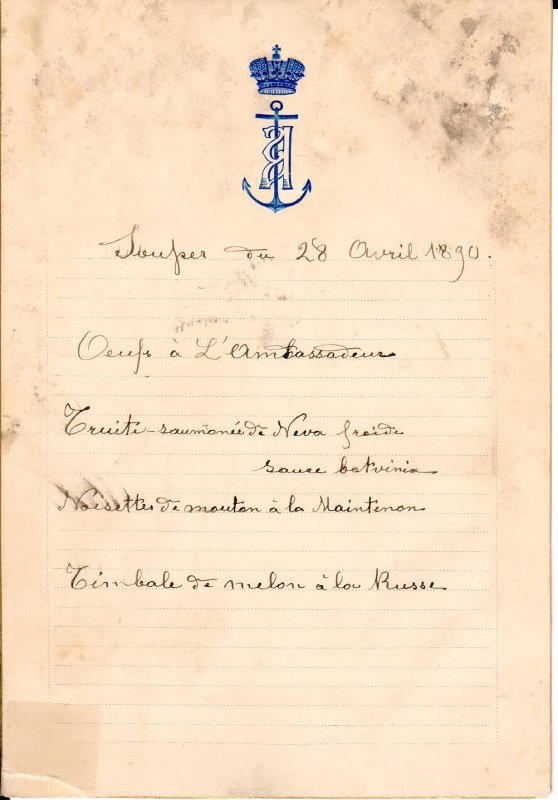 Souper du 28 Avril 1890.
Oeufs à L'Ambassadeur
Truite-saumonée de Neva froide
sauce botvinia
Noisettes de mouton à la Maintenon
Timbale de melon à la Russe